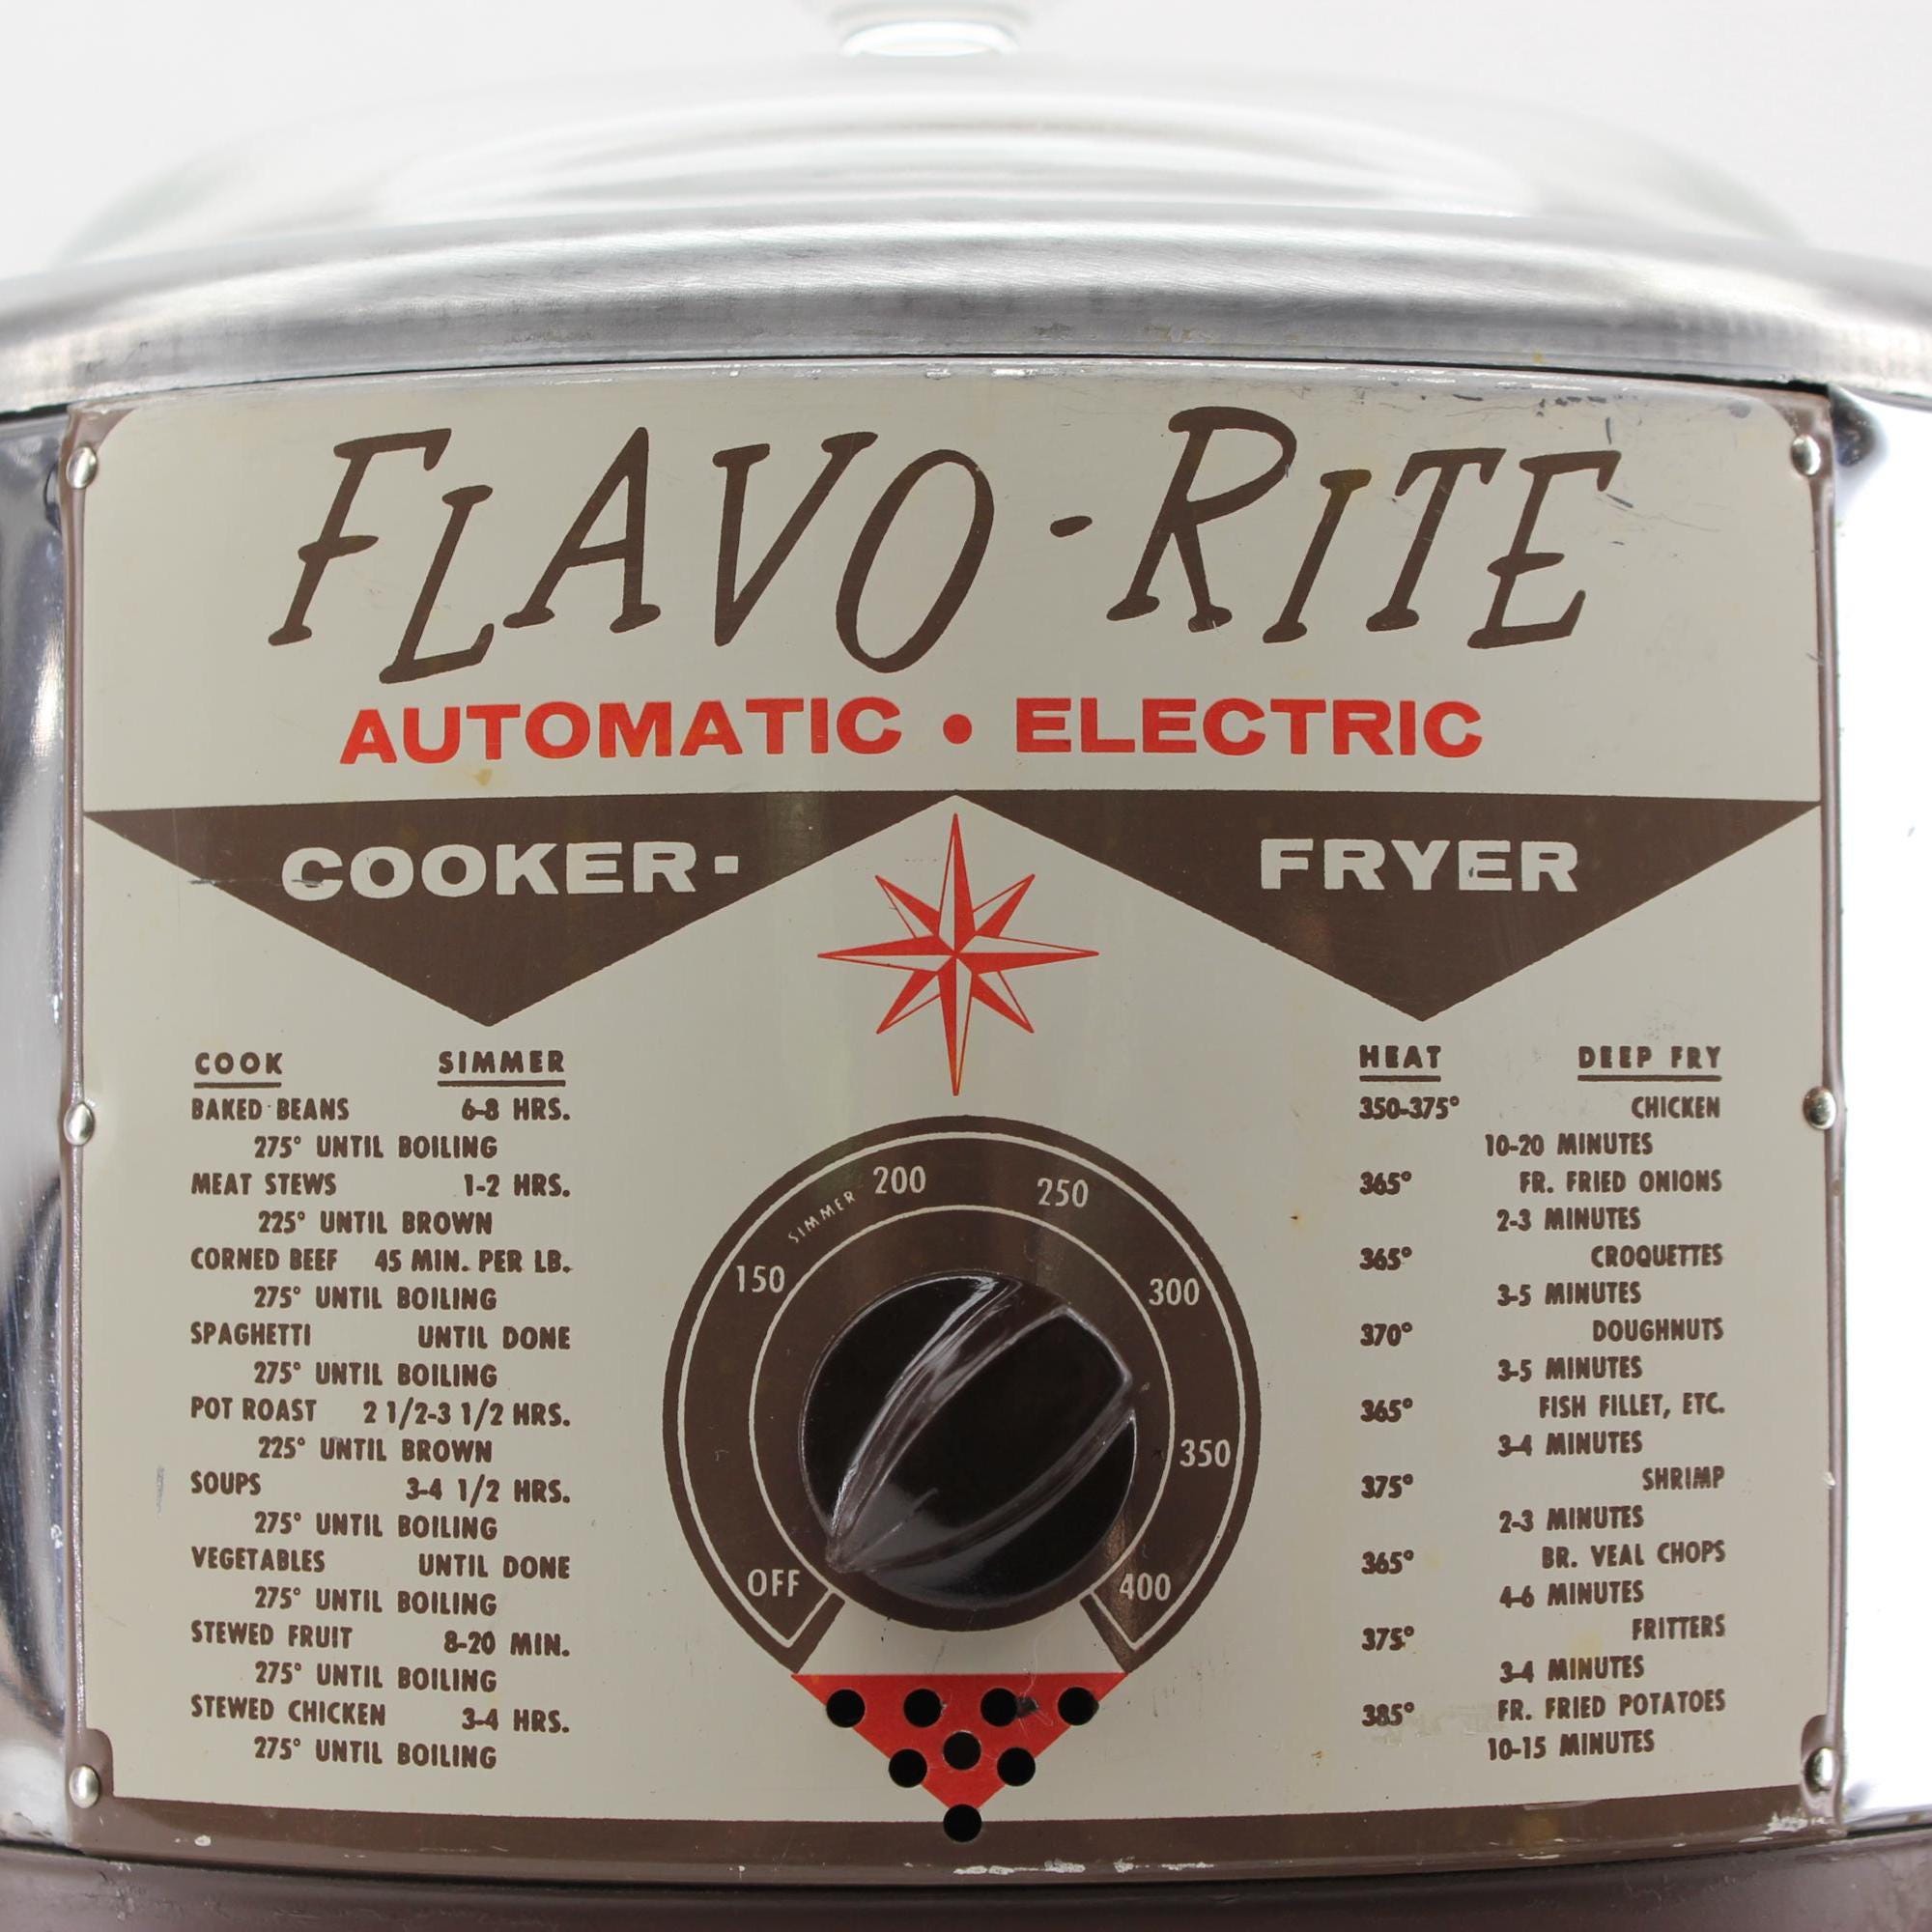 FLAVO-RITE
AUTOMATIC • ELECTRIC
COOKER-
FRYER
COOK SIMMER
BAKED BEANS 6-8 HRS.
275° UNTIL BOILING
MEAT STEWS 1-2 HRS.
225° UNTIL BROWN
CORNED BEEF 45 MIN. PER LB.
275° UNTIL BOILING
SPAGHETTI UNTIL DONE
275° UNTIL BOILING
POT ROAST 2 1/2-3 1/2 HRS.
225° UNTIL BROWN
SOUPS 3-4 1/2 HRS.
275° UNTIL BOILING
VEGETABLES UNTIL DONE
275° UNTIL BOILING
STEWED FRUIT 8-20 MIN.
275° UNTIL BOILING
STEWED CHICKEN 3-4 HRS.
275° UNTIL BOILING
OFF
150
SIMMER
200
250
300
350
400
HEAT DEEP FRY
350-375° CHICKEN
10-20 MINUTES
365° FR. FRIED ONIONS
2-3 MINUTES
365° CROQUETTES
3-5 MINUTES
370° DOUGHNUTS
3-5 MINUTES
365° FISH FILLET, ETC.
3-4 MINUTES
375° SHRIMP
2-3 MINUTES
365° BR. VEAL CHOPS
4-6 MINUTES
375° FRITTERS
3-4 MINUTES
385° FR. FRIED POTATOES
10-15 MINUTES